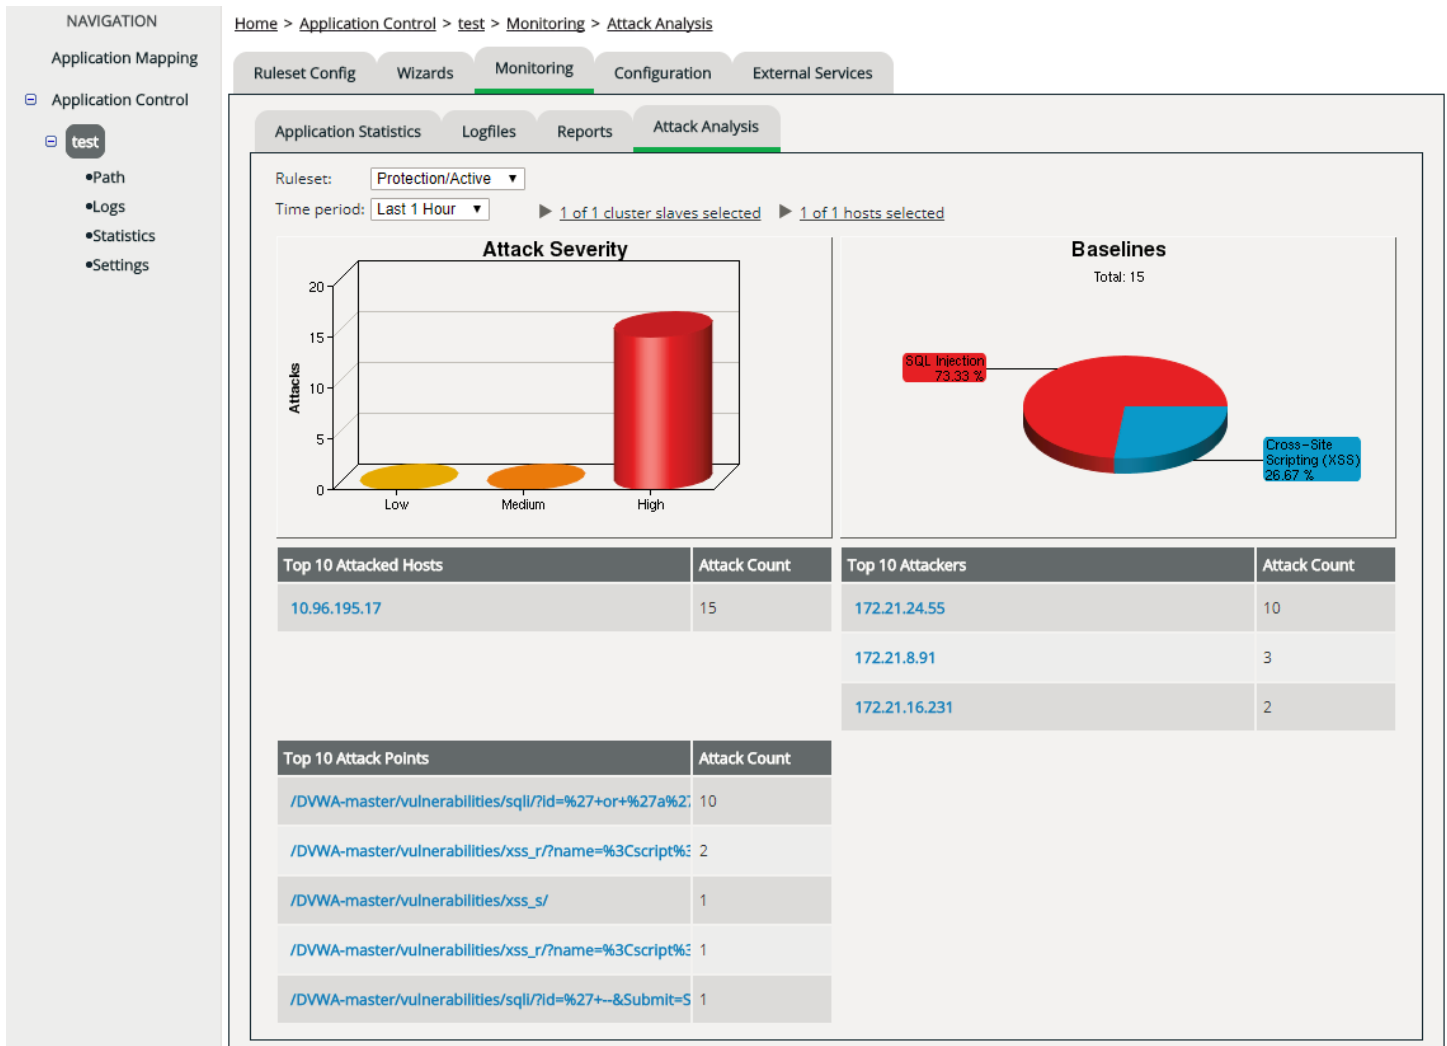 NAVIGATION
Application Mapping
Application Control
test
Path
Logs
Statistics
Settings
Home > Application Control > test > Monitoring > Attack Analysis
Ruleset Config Wizards Monitoring Configuration External Services
Application Statistics Logfiles Reports Attack Analysis
Ruleset: Protection/Active
Time period: Last 1 Hour 1 of 1 cluster slaves selected 1 of 1 hosts selected
Attack Severity
20
15
10
5
0
Attacks
Low Medium High
Baselines
Total: 15
SQL Injection
73.33 %
Cross-Site
Scripting (XSS)
26.67 %
Top 10 Attacked Hosts Attack Count
10.96.195.17 15
Top 10 Attackers Attack Count
172.21.24.55 10
172.21.8.91 3
172.21.16.231 2
Top 10 Attack Points Attack Count
/DVWA-master/vulnerabilities/sqli/?id=%27+or+%27a%27 10
/DVWA-master/vulnerabilities/xss_r/?name=%3Cscript%3 2
/DVWA-master/vulnerabilities/xss_s/ 1
/DVWA-master/vulnerabilities/xss_r/?name=%3Cscript%3 1
/DVWA-master/vulnerabilities/sqli/?id=%27+--&Submit=S 1